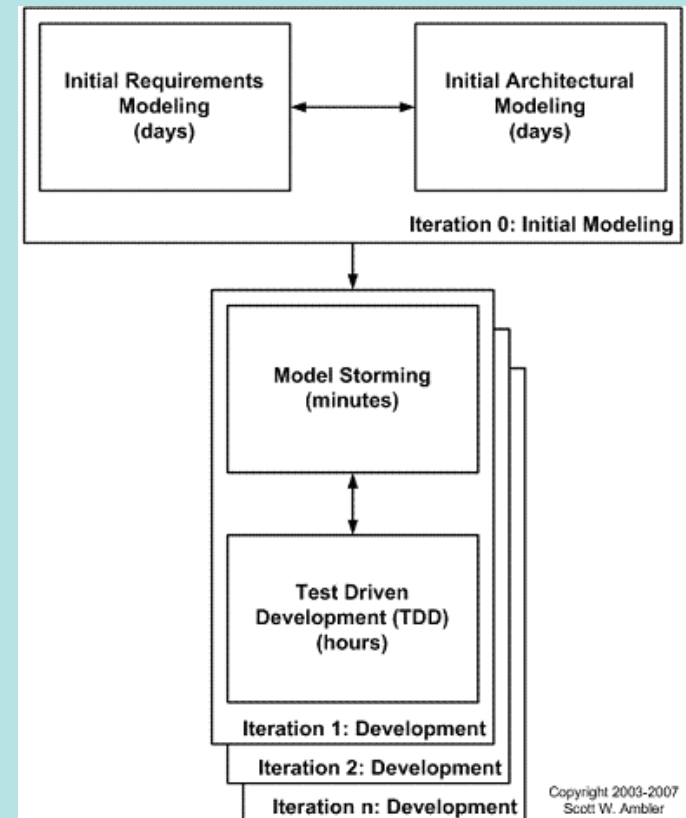 Initial Requirements
Modeling
(days)
Initial Architectural
Modeling
(days)
Iteration 0: Initial Modeling
Model Storming
(minutes)
Test Driven
Development (TDD)
(hours)
Iteration 1: Development
Iteration 2: Development
Iteration n: Development
Copyright 2003-2007
Scott W. Ambler